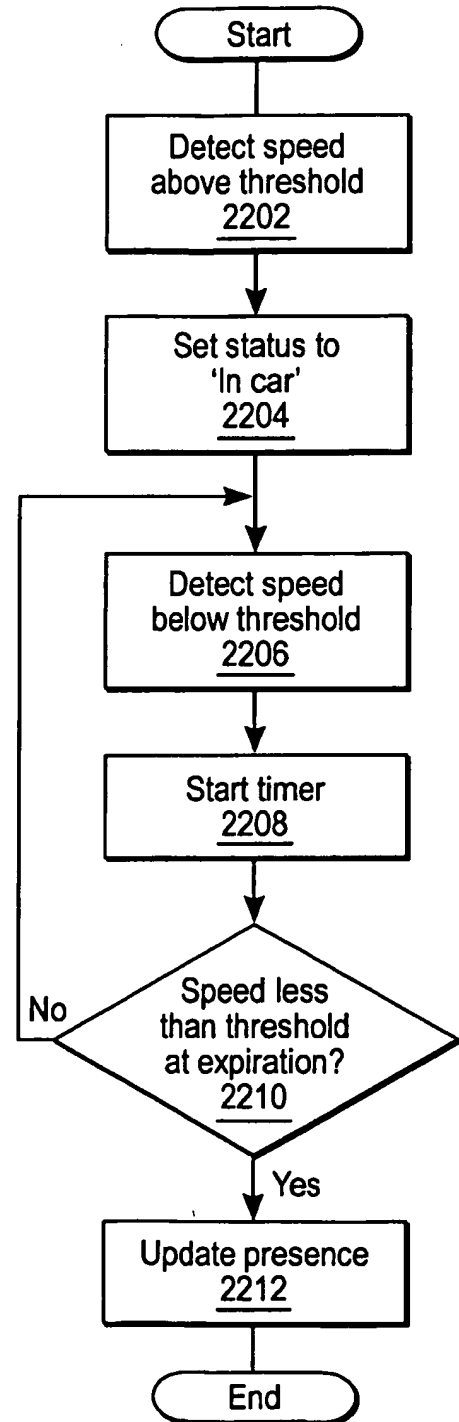 Start
Detect speed
above threshold
2202
Set status to
'In car'
2204
Detect speed
below threshold
2206
Start timer
2208
No
Speed less
than threshold
at expiration?
2210
Yes
Update presence
2212
End